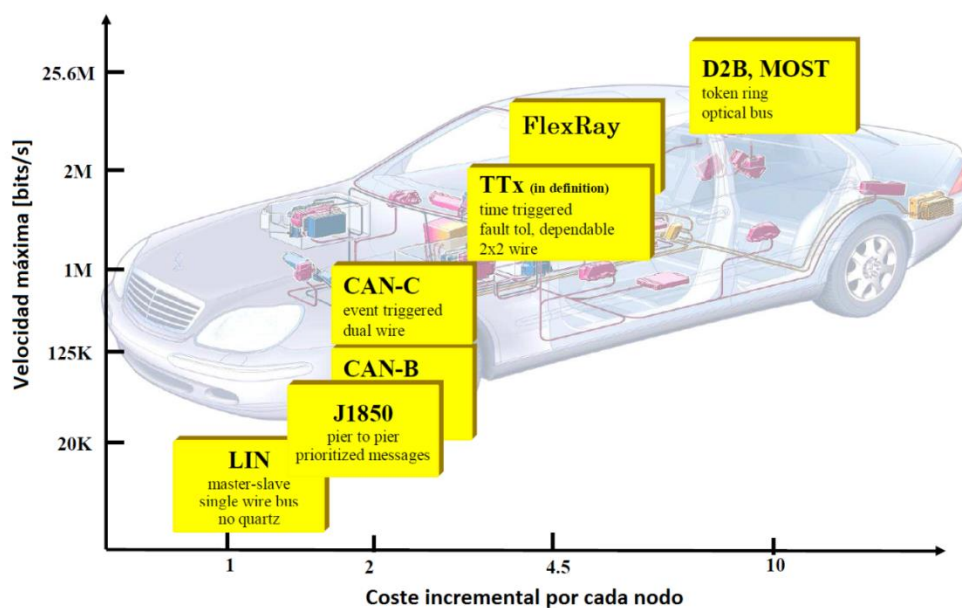 Velocidad máxima [bits/s]
25.6M
2M
1M
125K
20K
D2B, MOST
token ring
optical bus
FlexRay
TTx (in definition)
time triggered
fault tol, dependable
2x2 wire
CAN-C
event triggered
dual wire
CAN-B
J1850
pier to pier
prioritized messages
LIN
master-slave
single wire bus
no quartz
1
2
4.5
10
Coste incremental por cada nodo